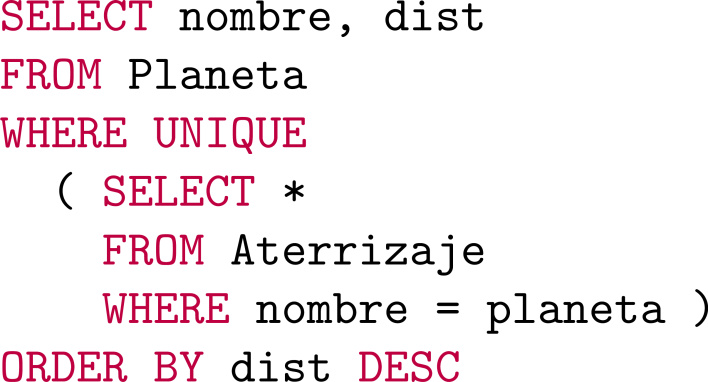 SELECT nombre, dist
FROM Planeta
WHERE UNIQUE
( SELECT *
FROM Aterrizaje
WHERE nombre = planeta )
ORDER BY dist DESC